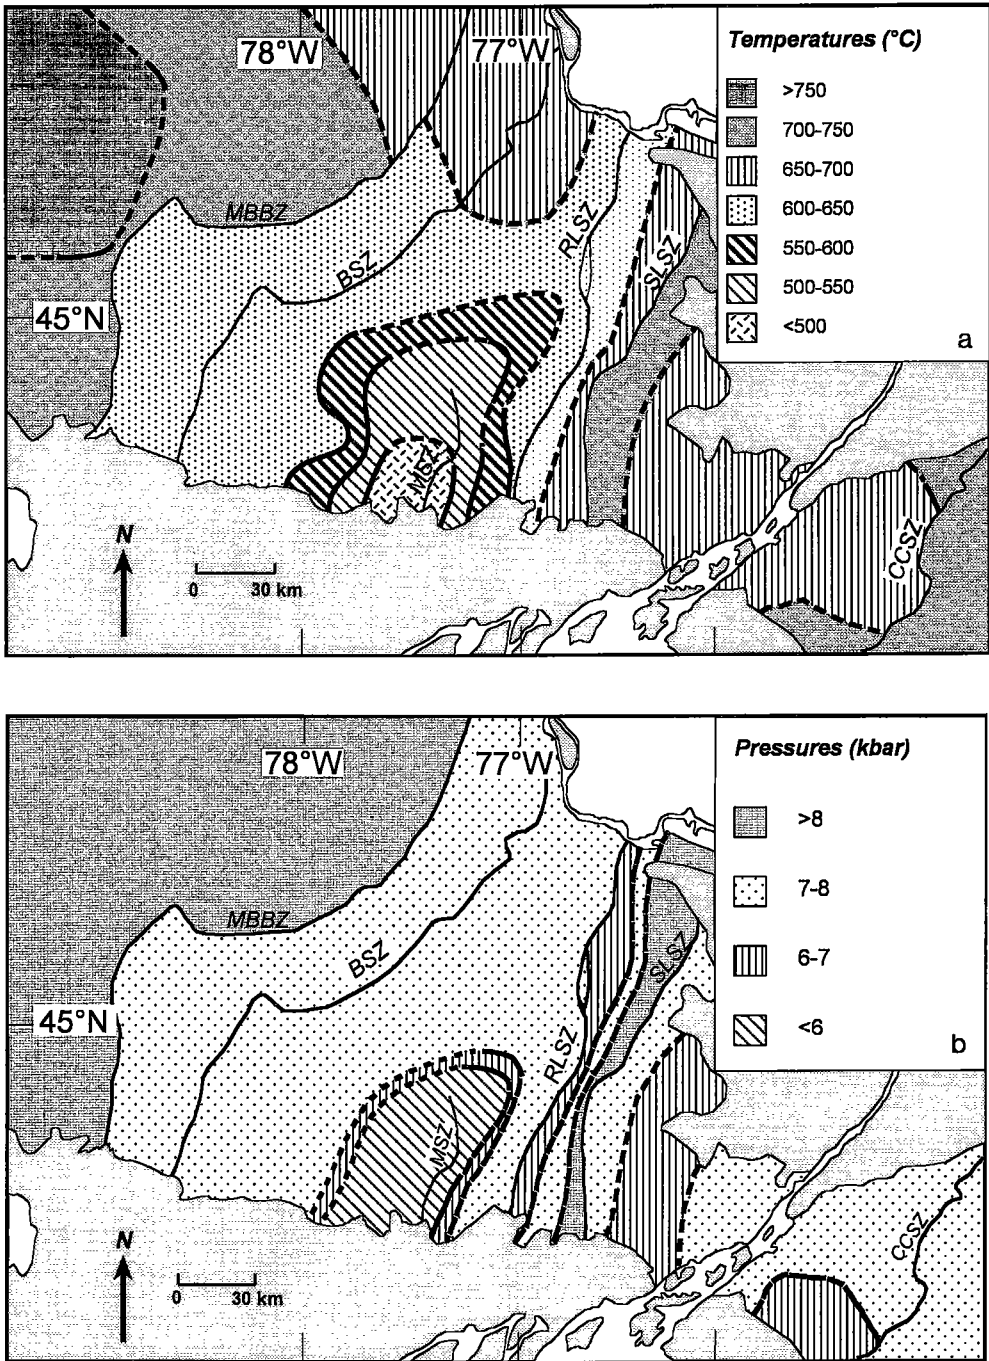 78°W
77°W
Temperatures (°C)
>750
700-750
650-700
600-650
550-600
500-550
<500
a
MBBZ
BSZ
RLSZ
SLSZ
45°N
MSZ
CCSZ
N
0 30 km
78°W
77°W
Pressures (kbar)
>8
7-8
6-7
<6
b
MBBZ
BSZ
SLSZ
45°N
RLSZ
MSZ
CCSZ
N
0 30 km